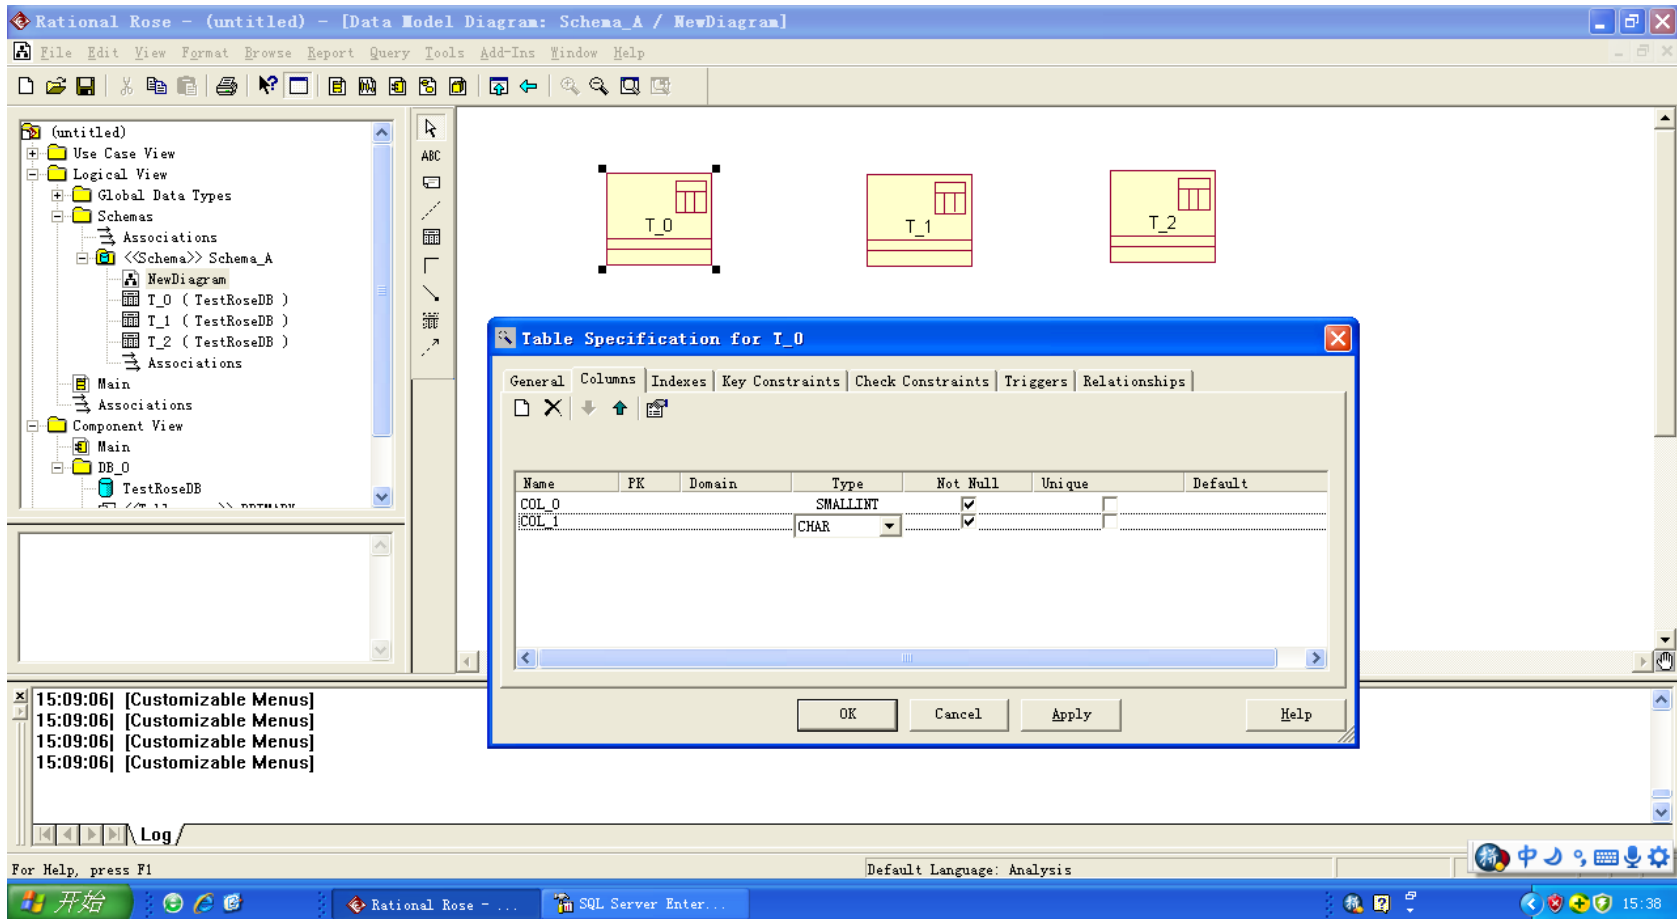 Rational Rose - (untitled) - [Data Model Diagram: Schema_A / NewDiagram]
File Edit View Format Browse Report Query Tools Add-Ins Window Help
(untitled)
Use Case View
Logical View
Global Data Types
Schemas
Associations
<<Schema>> Schema_A
NewDiagram
T_0 ( TestRoseDB )
T_1 ( TestRoseDB )
T_2 ( TestRoseDB )
Associations
Main
Associations
Component View
Main
DB_0
TestRoseDB
ABC
T_0
T_1
T_2
Table Specification for T_0
General Columns Indexes Key Constraints Check Constraints Triggers Relationships
Name PK Domain Type Not Null Unique Default
COL_0 SMALLINT
COL_1 CHAR
OK Cancel Apply Help
15:09:06| [Customizable Menus]
15:09:06| [Customizable Menus]
15:09:06| [Customizable Menus]
15:09:06| [Customizable Menus]
Log
For Help, press F1
Default Language: Analysis
拼 中
开始
Rational Rose - ...
SQL Server Enter...
15:38